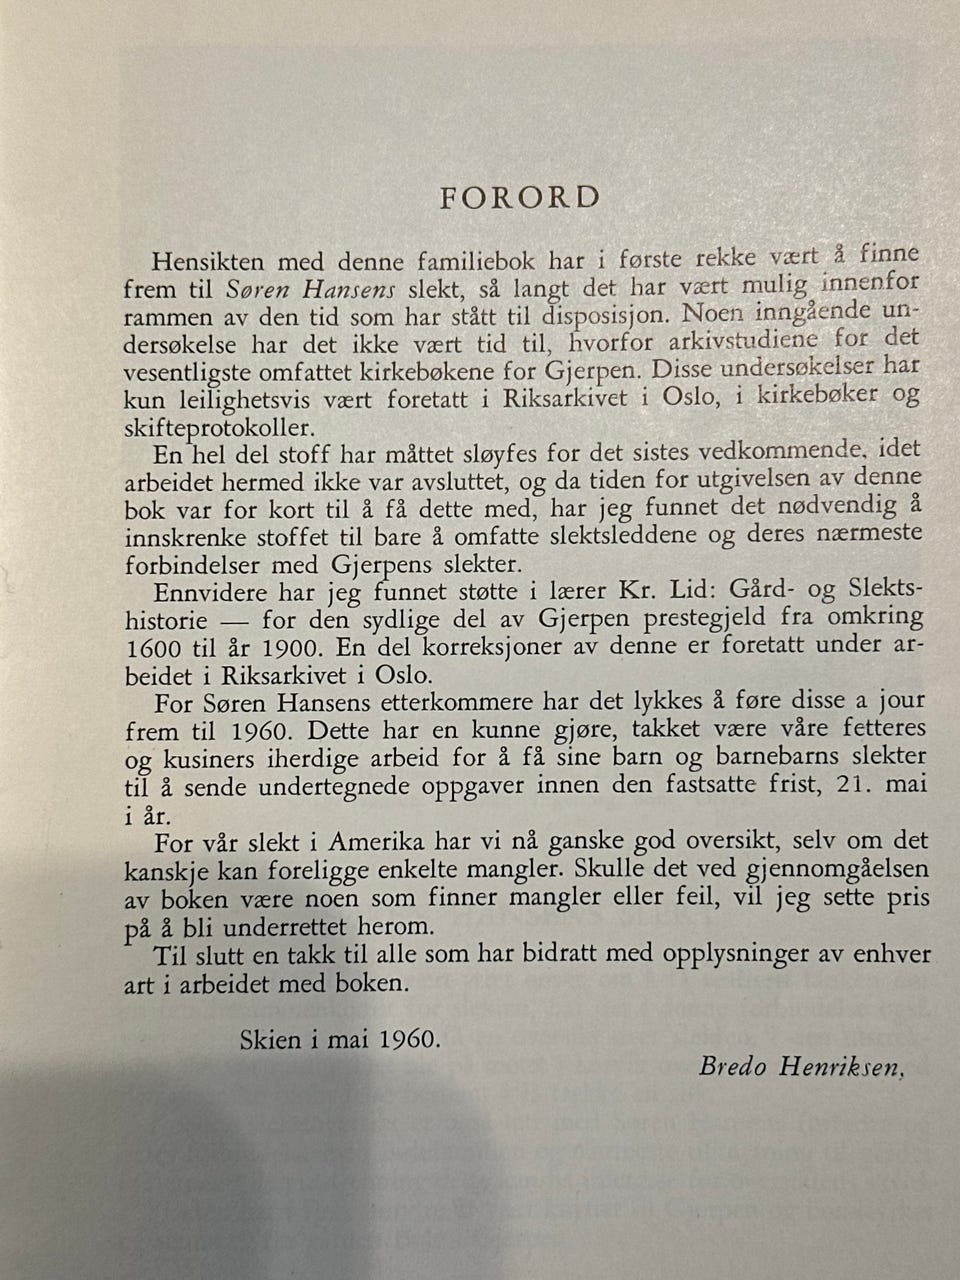 FORORD
Hensikten med denne familiebok har i første rekke vært å finne
frem til Søren Hansens slekt, så langt det har vært mulig innenfor
rammen av den tid som har stått til disposisjon. Noen inngående un-
dersøkelse har det ikke vært tid til, hvorfor arkivstudiene for det
vesentligste omfattet kirkebøkene for Gjerpen. Disse undersøkelser har
kun leilighetsvis vært foretatt i Riksarkivet i Oslo, i kirkebøker og
skifteprotokoller.
En hel del stoff har måttet sløyfes for det sistes vedkommende, idet
arbeidet hermed ikke var avsluttet, og da tiden for utgivelsen av denne
bok var for kort til å få dette med, har jeg funnet det nødvendig å
innskrenke stoffet til bare å omfatte slektsleddene og deres nærmeste
forbindelser med Gjerpens slekter.
Ennvidere har jeg funnet støtte i lærer Kr. Lid: Gård- og Slekts-
historie — for den sydlige del av Gjerpen prestegjeld fra omkring
1600 til år 1900. En del korreksjoner av denne er foretatt under ar-
beidet i Riksarkivet i Oslo.
For Søren Hansens etterkommere har det lykkes å føre disse a jour
frem til 1960. Dette har en kunne gjøre, takket være våre fetteres
og kusiners iherdige arbeid for å få sine barn og barnebarns slekter
til å sende undertegnede oppgaver innen den fastsatte frist, 21. mai
i år.
For vår slekt i Amerika har vi nå ganske god oversikt, selv om det
kanskje kan foreligge enkelte mangler. Skulle det ved gjennomgåelsen
av boken være noen som finner mangler eller feil, vil jeg sette pris
på å bli underrettet herom.
Til slutt en takk til alle som har bidratt med opplysninger av enhver
art i arbeidet med boken.
Skien i mai 1960.
Bredo Henriksen,